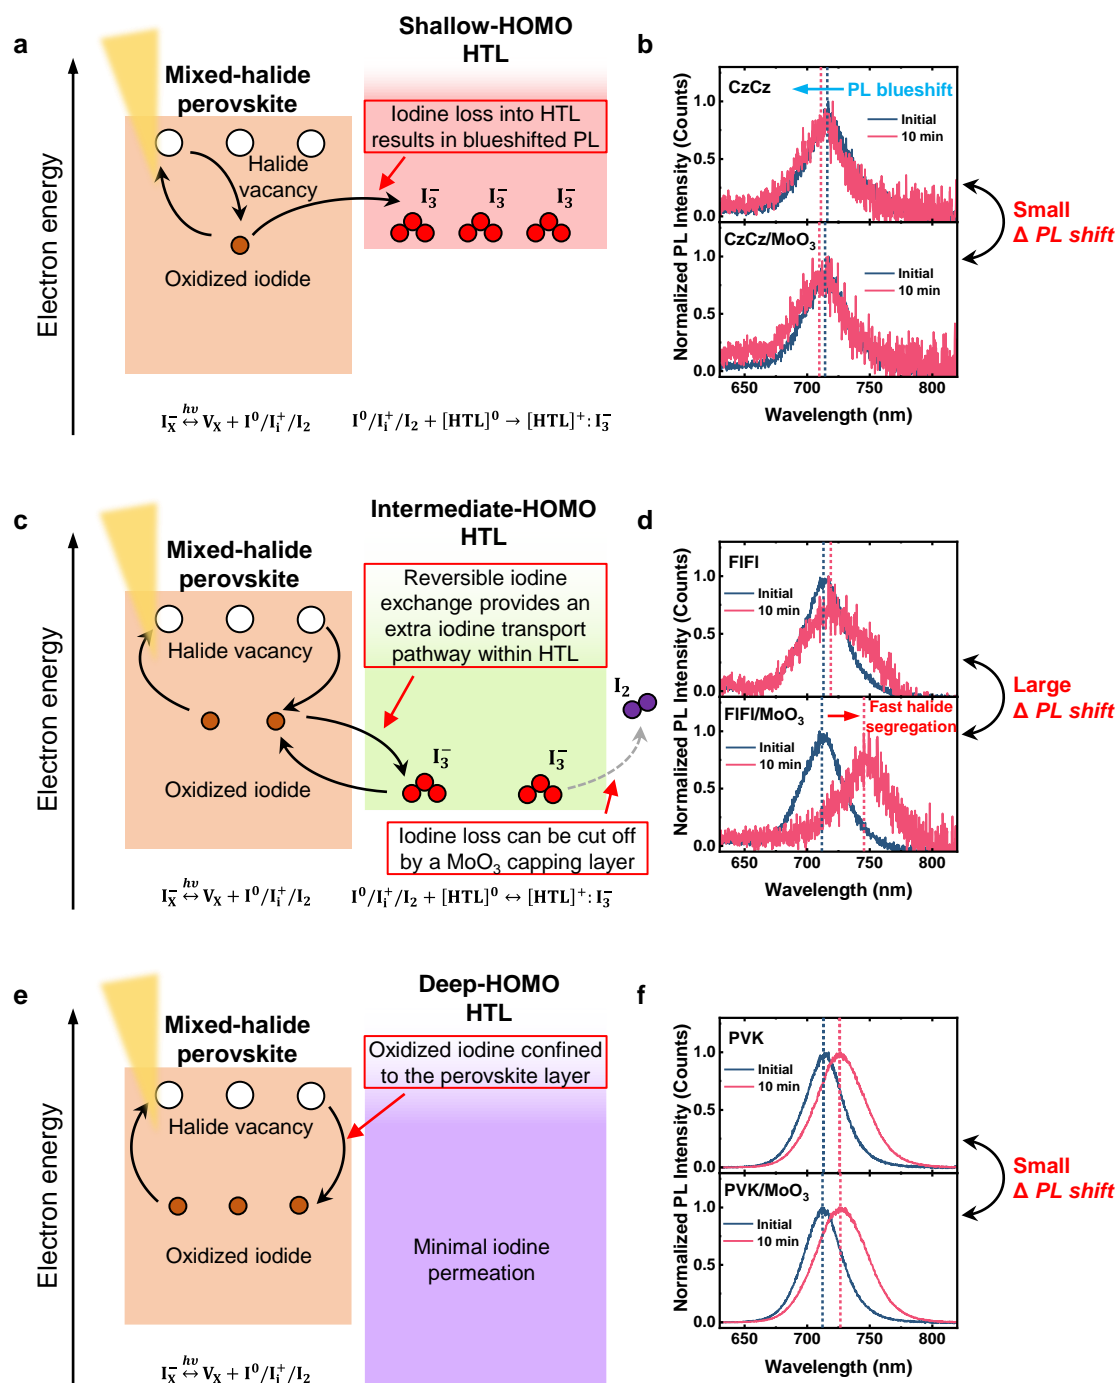 a
Shallow-HOMO
HTL
Mixed-halide
perovskite
Electron energy
Iodine loss into HTL
results in blueshifted PL
Halide
vacancy
I₃⁻ I₃⁻ I₃⁻
Oxidized iodide
Iₓ⁻ ↔ʰᵛ Vₓ + I⁰/Iᵢ⁺/I₂
I⁰/Iᵢ⁺/I₂ + [HTL]⁰ → [HTL]⁺: I₃⁻
b
CzCz
PL blueshift
Initial
10 min
1.0
0.5
0.0
CzCz/MoO₃
Initial
10 min
1.0
0.5
0.0
Normalized PL Intensity (Counts)
650 700 750 800
Wavelength (nm)
Small
Δ PL shift
c
Intermediate-HOMO
HTL
Mixed-halide
perovskite
Electron energy
Reversible iodine
exchange provides an
extra iodine transport
pathway within HTL
Halide vacancy
I₂
I₃⁻ I₃⁻
Oxidized iodide
Iodine loss can be cut off
by a MoO₃ capping layer
Iₓ⁻ ↔ʰᵛ Vₓ + I⁰/Iᵢ⁺/I₂
I⁰/Iᵢ⁺/I₂ + [HTL]⁰ ↔ [HTL]⁺: I₃⁻
d
FIFI
Initial
10 min
1.0
0.5
0.0
FIFI/MoO₃
Fast halide
segregation
Initial
10 min
1.0
0.5
0.0
Normalized PL Intensity (Counts)
650 700 750 800
Wavelength (nm)
Large
Δ PL shift
e
Deep-HOMO
HTL
Mixed-halide
perovskite
Electron energy
Oxidized iodine confined
to the perovskite layer
Halide vacancy
Oxidized iodide
Minimal iodine
permeation
Iₓ⁻ ↔ʰᵛ Vₓ + I⁰/Iᵢ⁺/I₂
f
PVK
Initial
10 min
1.0
0.5
0.0
PVK/MoO₃
Initial
10 min
1.0
0.5
0.0
Normalized PL Intensity (Counts)
650 700 750 800
Wavelength (nm)
Small
Δ PL shift